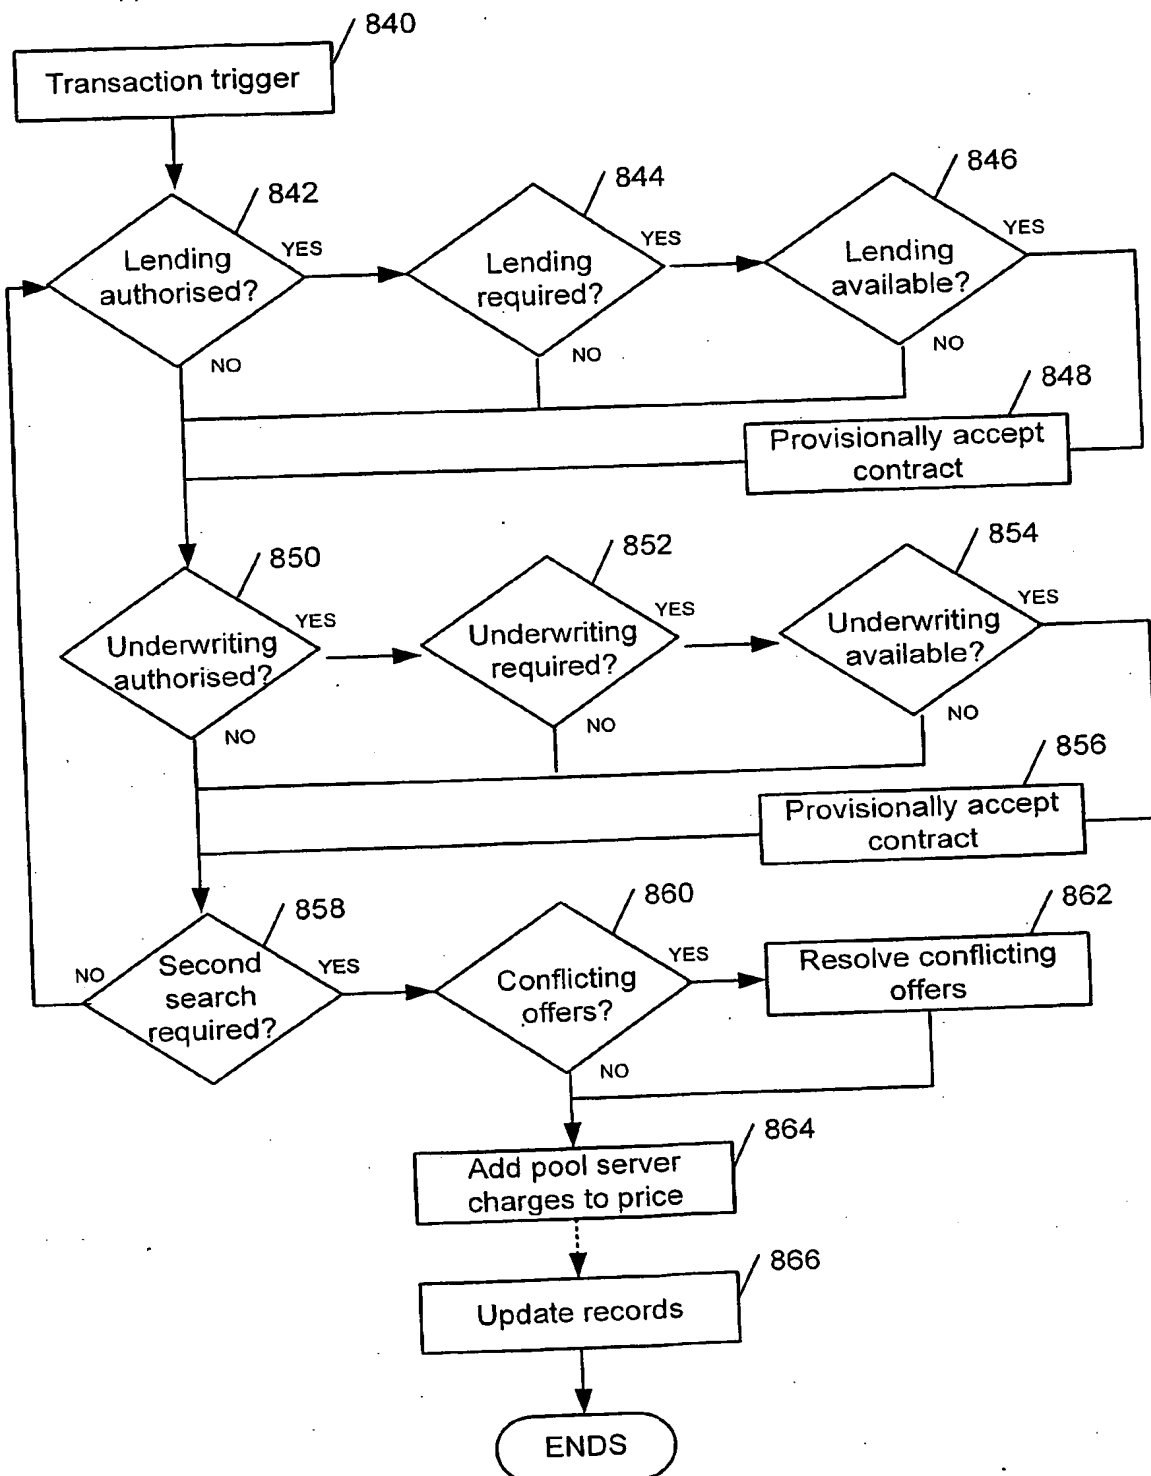 840
Transaction trigger
842
844
846
YES
YES
YES
Lending
authorised?
Lending
required?
Lending
available?
NO
NO
NO
848
Provisionally accept
contract
850
852
854
YES
YES
YES
Underwriting
authorised?
Underwriting
required?
Underwriting
available?
NO
NO
NO
856
Provisionally accept
contract
858
860
862
NO
YES
YES
Second
search
required?
Conflicting
offers?
Resolve conflicting
offers
NO
864
Add pool server
charges to price
866
Update records
ENDS